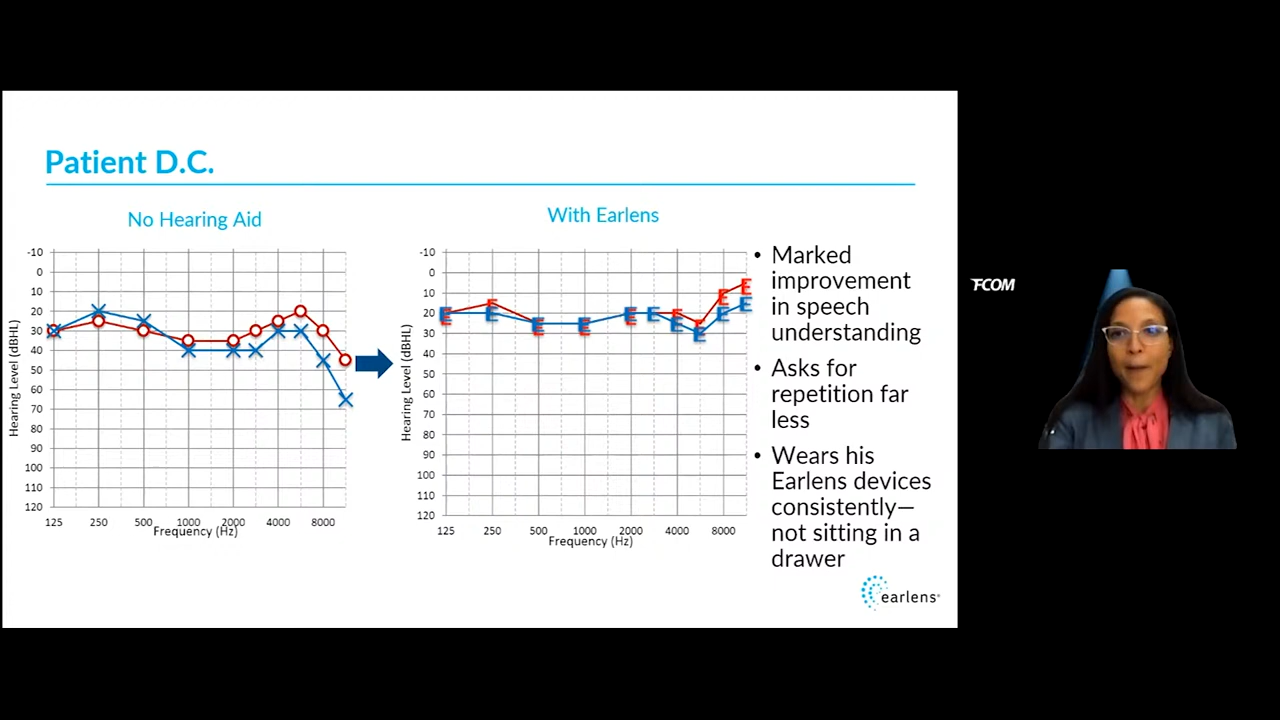 Patient D.C.
No Hearing Aid
With Earlens
-10
0
10
20
30
40
50
60
70
80
90
100
110
120
Hearing Level (dBHL)
125 250 500 1000 2000 4000 8000
Frequency (Hz)
-10
0
10
20
30
40
50
60
70
80
90
100
110
120
Hearing Level (dBHL)
125 250 500 1000 2000 4000 8000
Frequency (Hz)
• Marked
improvement
in speech
understanding
• Asks for
repetition far
less
• Wears his
Earlens devices
consistently—
not sitting in a
drawer
earlens
FCOM